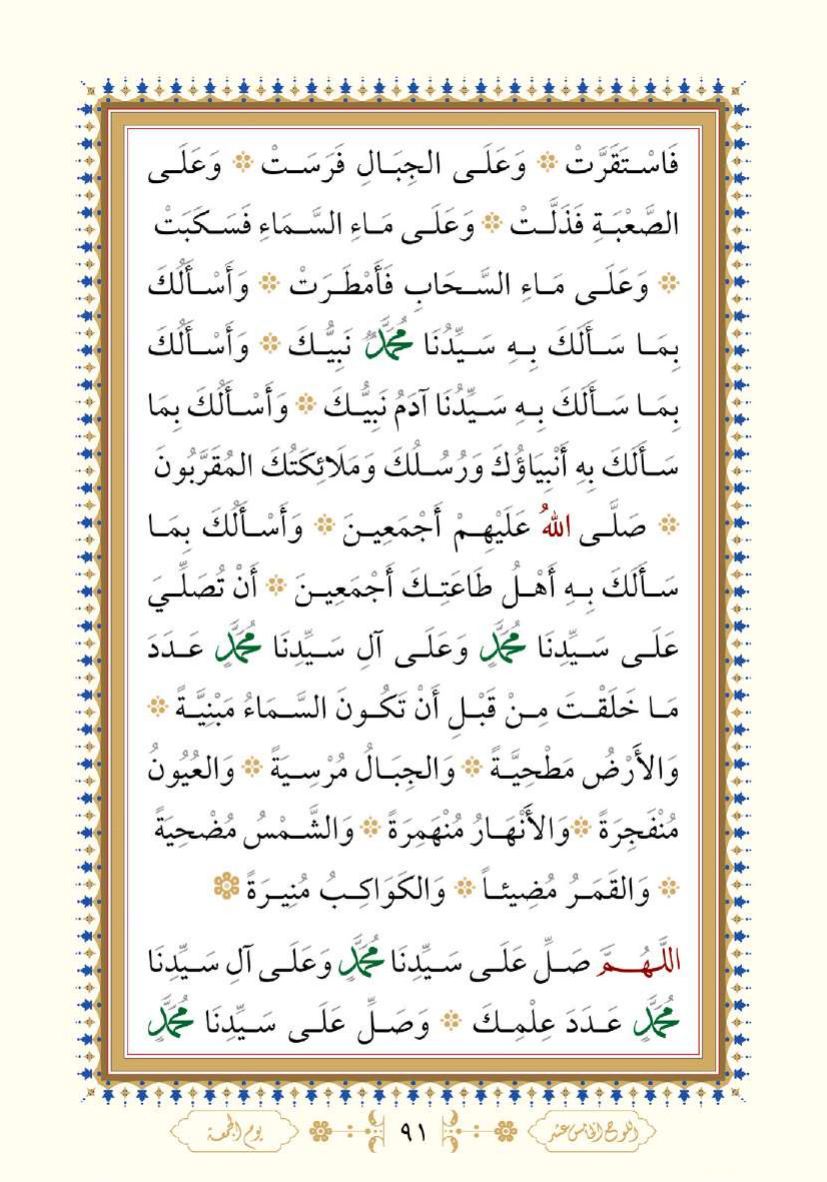 فَاسْتَقَرَّتْ ۞ وَعَلَى الجِبَالِ فَرَسَتْ ۞ وَعَلَى
الصَّعْبَةِ فَذَلَّتْ ۞ وَعَلَى مَاءِ السَّمَاءِ فَسَكَبَتْ
۞ وَعَلَى مَاءِ السَّحَابِ فَأَمْطَرَتْ ۞ وَأَسْأَلُكَ
بِمَا سَأَلَكَ بِهِ سَيِّدُنَا مُحَمَّدٌ نَبِيُّكَ ۞ وَأَسْأَلُكَ
بِمَا سَأَلَكَ بِهِ سَيِّدُنَا آدَمُ نَبِيُّكَ ۞ وَأَسْأَلُكَ بِمَا
سَأَلَكَ بِهِ أَنْبِيَاؤُكَ وَرُسُلُكَ وَمَلَائِكَتُكَ المُقَرَّبُونَ
۞ صَلَّى اللهُ عَلَيْهِمْ أَجْمَعِينَ ۞ وَأَسْأَلُكَ بِمَا
سَأَلَكَ بِهِ أَهْلُ طَاعَتِكَ أَجْمَعِينَ ۞ أَنْ تُصَلِّيَ
عَلَى سَيِّدِنَا مُحَمَّدٍ وَعَلَى آلِ سَيِّدِنَا مُحَمَّدٍ عَدَدَ
مَا خَلَقْتَ مِنْ قَبْلِ أَنْ تَكُونَ السَّمَاءُ مَبْنِيَّةً ۞
وَالأَرْضُ مَطْحِيَّةً ۞ وَالجِبَالُ مُرْسِيَةً ۞ وَالعُيُونُ
مُنْفَجِرَةً ۞ وَالأَنْهَارُ مُنْهَمِرَةً ۞ وَالشَّمْسُ مُضْحِيَةً
۞ وَالقَمَرُ مُضِيئاً ۞ وَالكَوَاكِبُ مُنِيرَةً ۞
اللَّهُمَّ صَلِّ عَلَى سَيِّدِنَا مُحَمَّدٍ وَعَلَى آلِ سَيِّدِنَا
مُحَمَّدٍ عَدَدَ عِلْمِكَ ۞ وَصَلِّ عَلَى سَيِّدِنَا مُحَمَّدٍ
اللوح الخامس عشر ٩١ يوم الجمعة